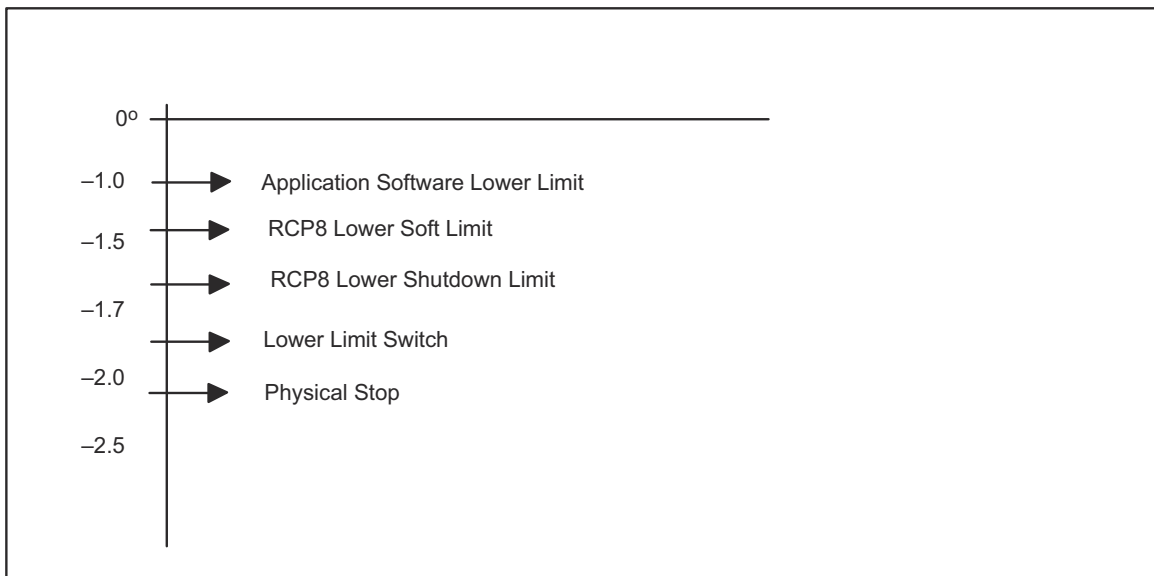 0º
–1.0 Application Software Lower Limit
RCP8 Lower Soft Limit
–1.5
RCP8 Lower Shutdown Limit
–1.7
Lower Limit Switch
–2.0
Physical Stop
–2.5